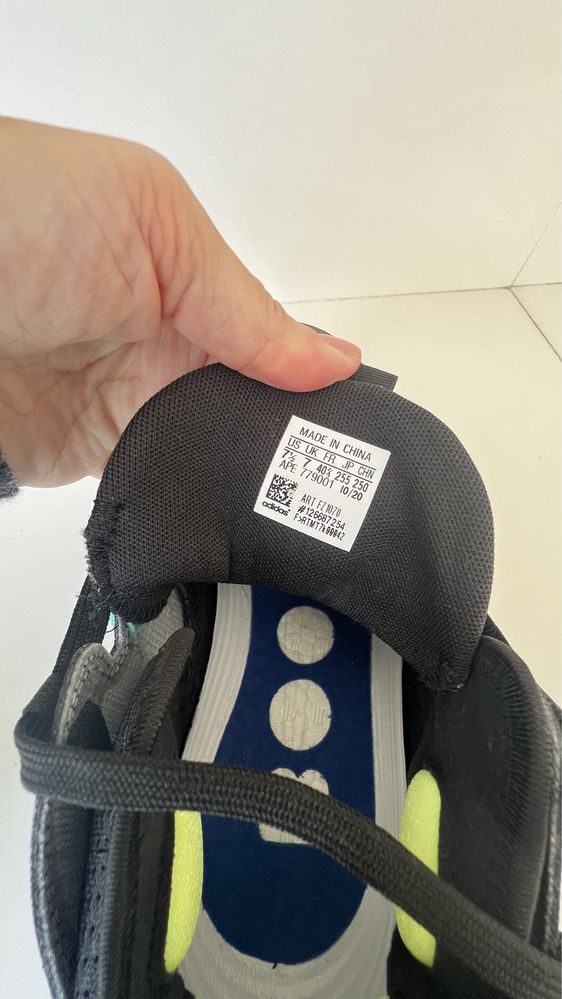 MADE IN CHINA
US UK FR JP CHN
7½ 7 40⅔ 255 250
APE 779001 10/20
ART FZ1070
#126687254
adidas